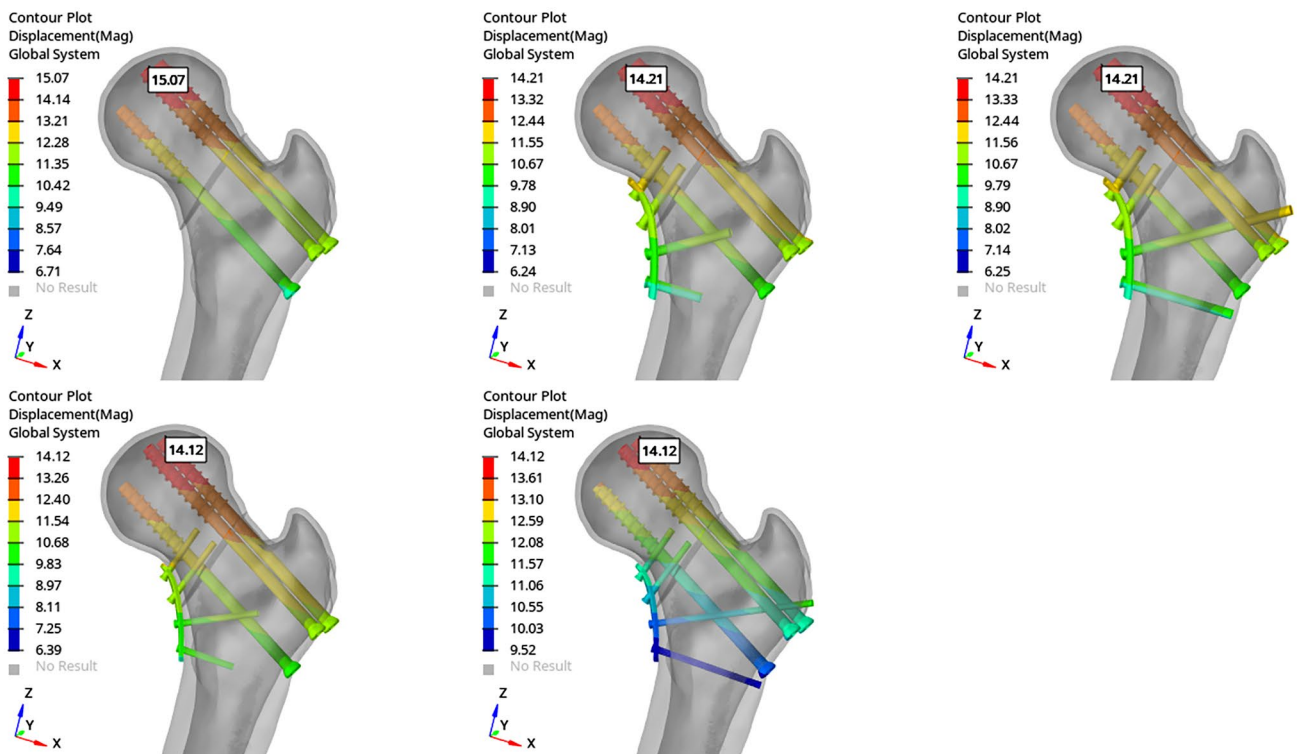 Contour Plot
Displacement(Mag)
Global System
15.07
14.14
13.21
12.28
11.35
10.42
9.49
8.57
7.64
6.71
No Result
15.07
Z
Y
X
Contour Plot
Displacement(Mag)
Global System
14.21
13.32
12.44
11.55
10.67
9.78
8.90
8.01
7.13
6.24
No Result
14.21
Z
Y
X
Contour Plot
Displacement(Mag)
Global System
14.21
13.33
12.44
11.56
10.67
9.79
8.90
8.02
7.14
6.25
No Result
14.21
Z
Y
X
Contour Plot
Displacement(Mag)
Global System
14.12
13.26
12.40
11.54
10.68
9.83
8.97
8.11
7.25
6.39
No Result
14.12
Z
Y
X
Contour Plot
Displacement(Mag)
Global System
14.12
13.61
13.10
12.59
12.08
11.57
11.06
10.55
10.03
9.52
No Result
14.12
Z
Y
X